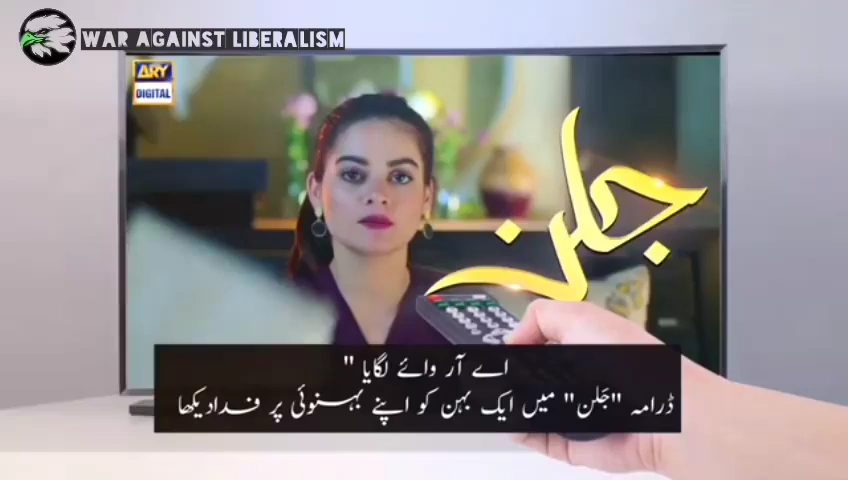 WAR AGAINST LIBERALISM
ARY
DIGITAL
جلن
اے آر وائے لگایا "
ڈرامہ "جَلن" میں ایک بہن کو اپنے بہنوئی پر فدا دیکھا